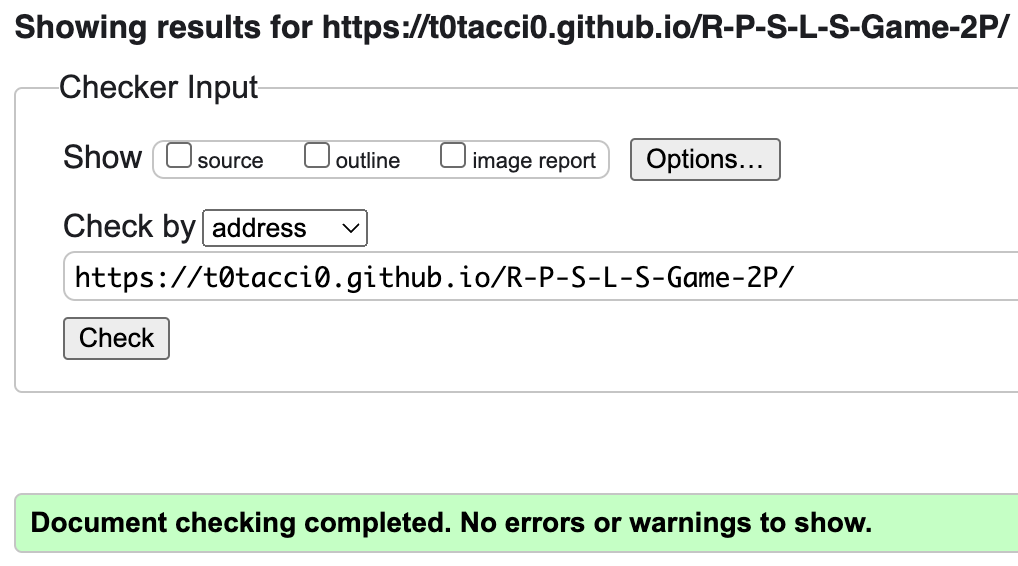 Showing results for https://t0tacci0.github.io/R-P-S-L-S-Game-2P/
Checker Input
Show source outline image report Options...
Check by address
https://t0tacci0.github.io/R-P-S-L-S-Game-2P/
Check
Document checking completed. No errors or warnings to show.